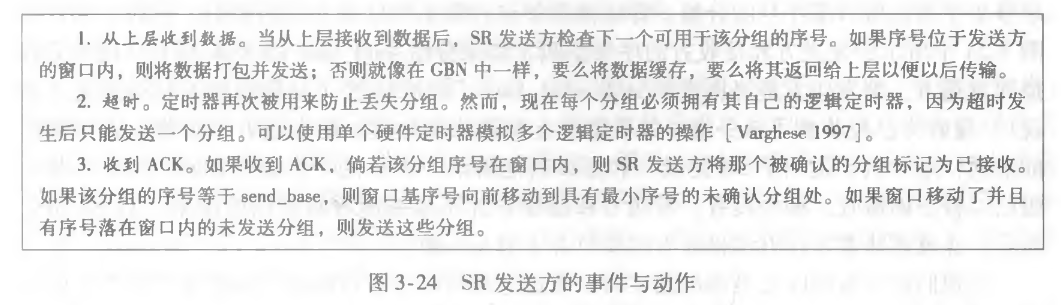 1. 从上层收到数据。当从上层接收到数据后，SR 发送方检查下一个可用于该分组的序号。如果序号位于发送方
的窗口内，则将数据打包并发送；否则就像在 GBN 中一样，要么将数据缓存，要么将其返回给上层以便以后传输。
2. 超时。定时器再次被用来防止丢失分组。然而，现在每个分组必须拥有其自己的逻辑定时器，因为超时发
生后只能发送一个分组。可以使用单个硬件定时器模拟多个逻辑定时器的操作［Varghese 1997］。
3. 收到 ACK。如果收到 ACK，倘若该分组序号在窗口内，则 SR 发送方将那个被确认的分组标记为已接收
如果该分组的序号等于 send_base，则窗口基序号向前移动到具有最小序号的未确认分组处。如果窗口移动了并且
有序号落在窗口内的未发送分组，则发送这些分组。
图 3-24 SR 发送方的事件与动作